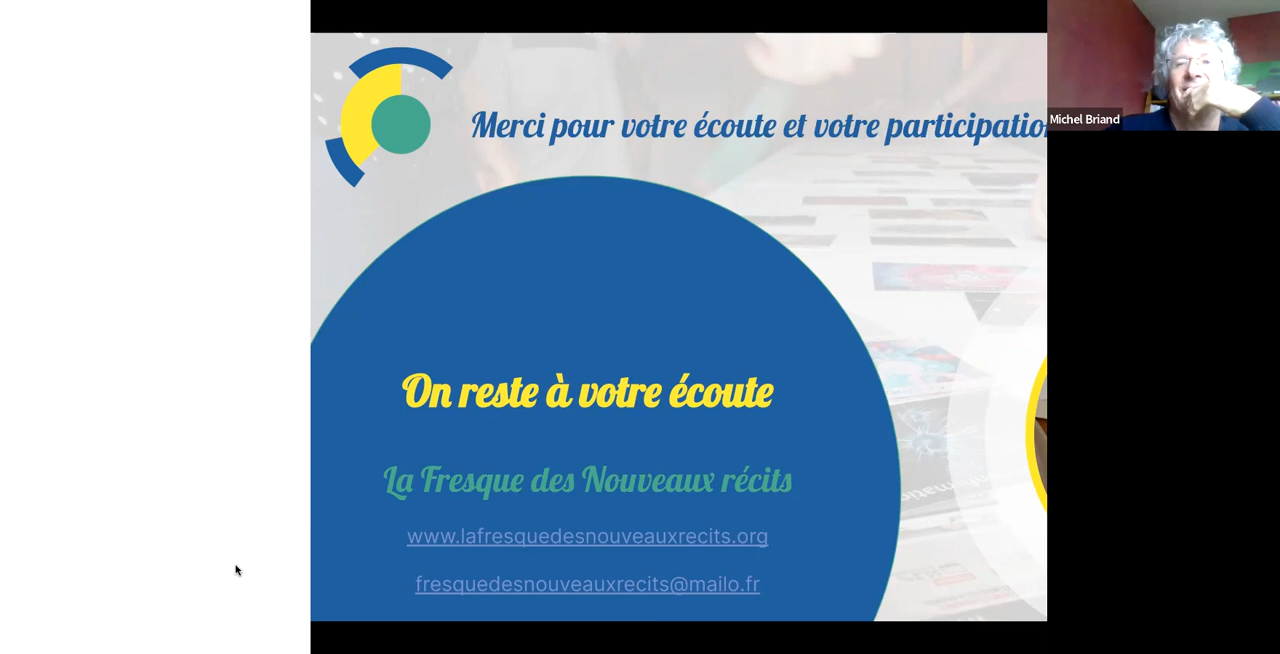 Merci pour votre écoute et votre participation
Michel Briand
On reste à votre écoute
La Fresque des Nouveaux récits
www.lafresquedesnouveauxrecits.org
fresquedesnouveauxrecits@mailo.fr